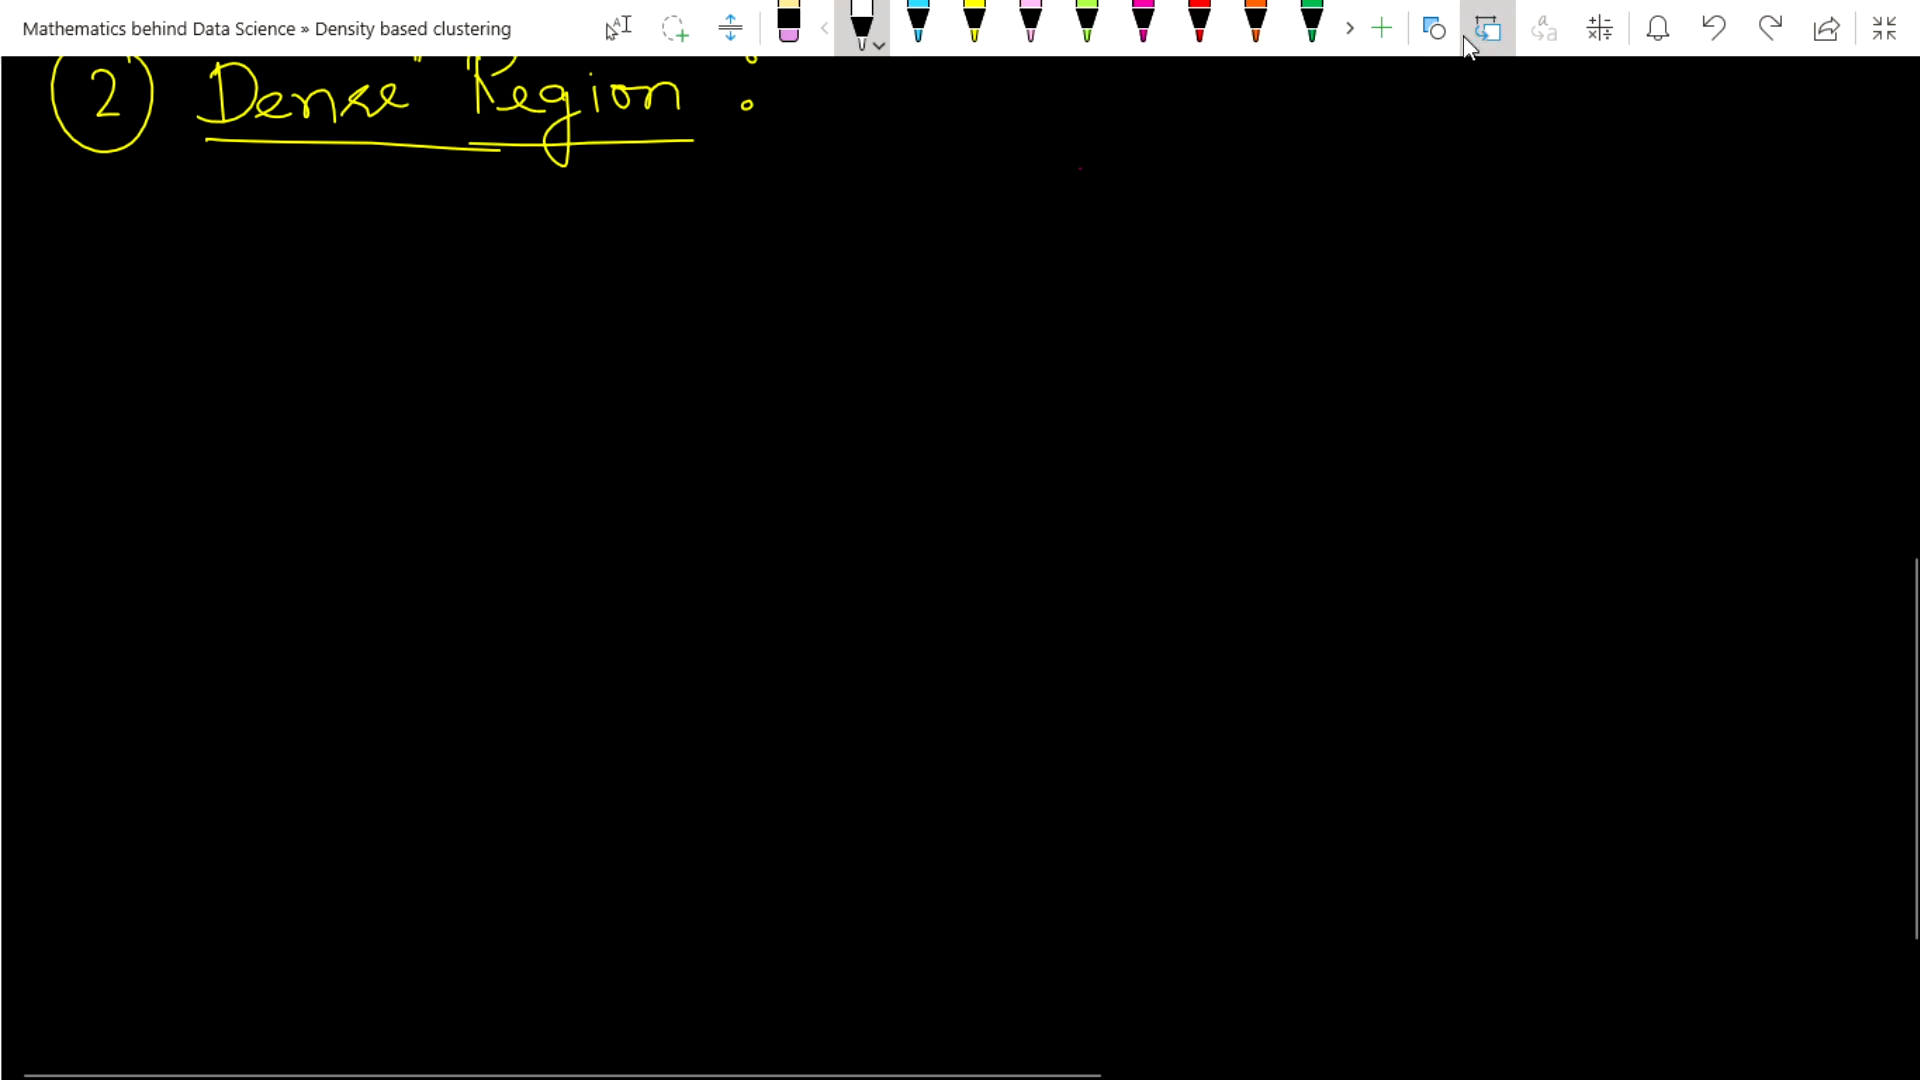 Mathematics behind Data Science » Density based clustering
2 Dense Region :